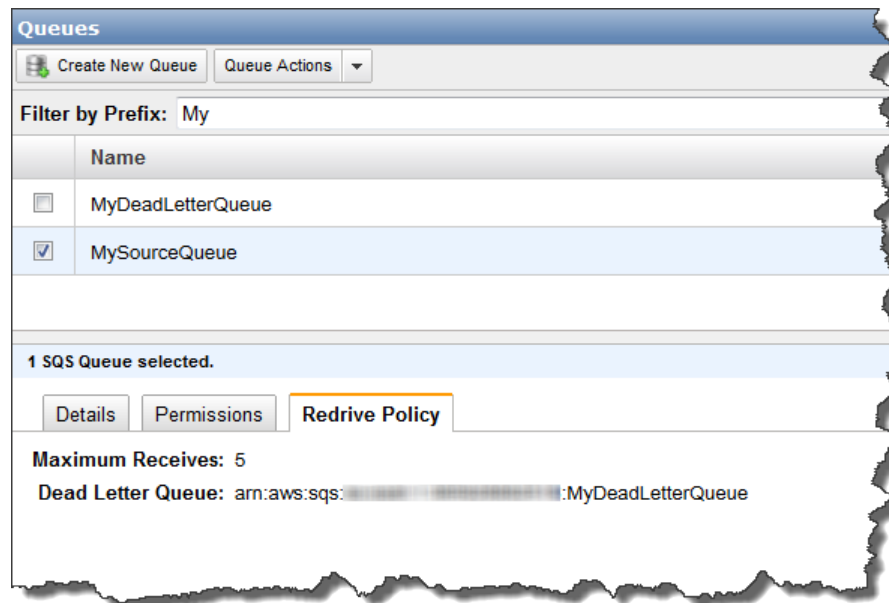 Queues
Create New Queue Queue Actions
Filter by Prefix: My
Name
MyDeadLetterQueue
MySourceQueue
1 SQS Queue selected.
Details Permissions Redrive Policy
Maximum Receives: 5
Dead Letter Queue: arn:aws:sqs: :MyDeadLetterQueue